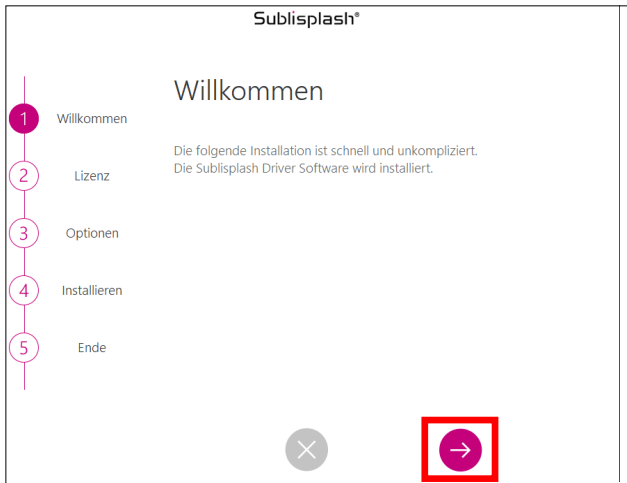 Sublisplash®
Willkommen
1 Willkommen
Die folgende Installation ist schnell und unkompliziert.
Die Sublisplash Driver Software wird installiert.
2 Lizenz
3 Optionen
4 Installieren
5 Ende